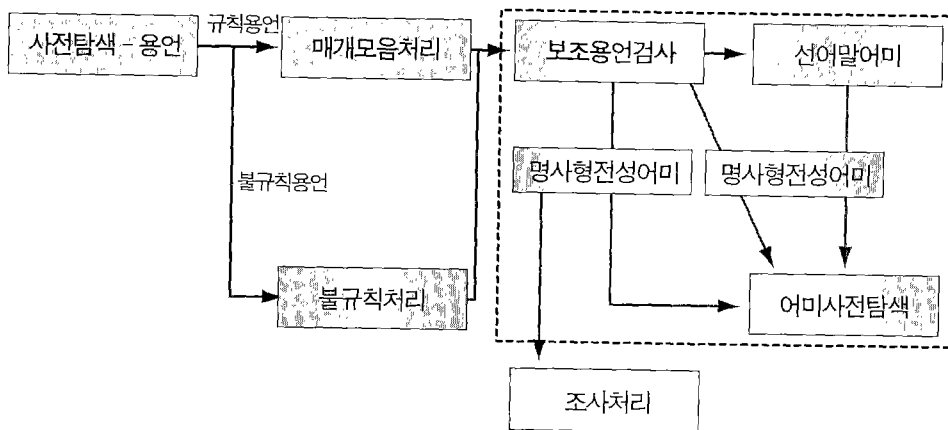 규칙용언
사전탐색 - 용언
매개모음처리
보조용언검사
선어말어미
명사형전성어미
명사형전성어미
불규칙용언
불규칙처리
어미사전탐색
조사처리